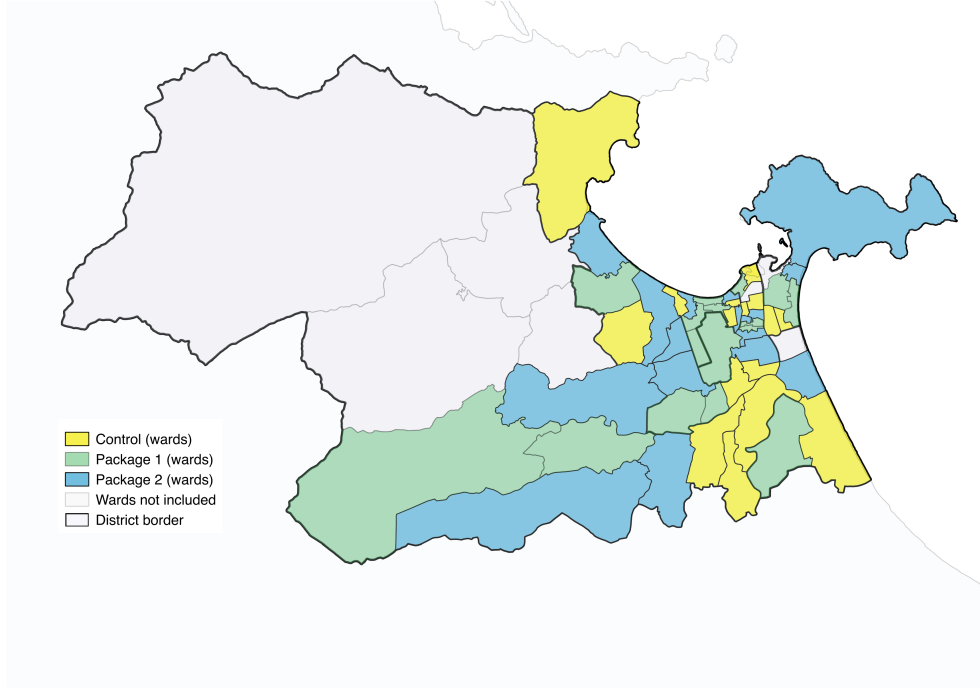 Control (wards)
Package 1 (wards)
Package 2 (wards)
Wards not included
District border